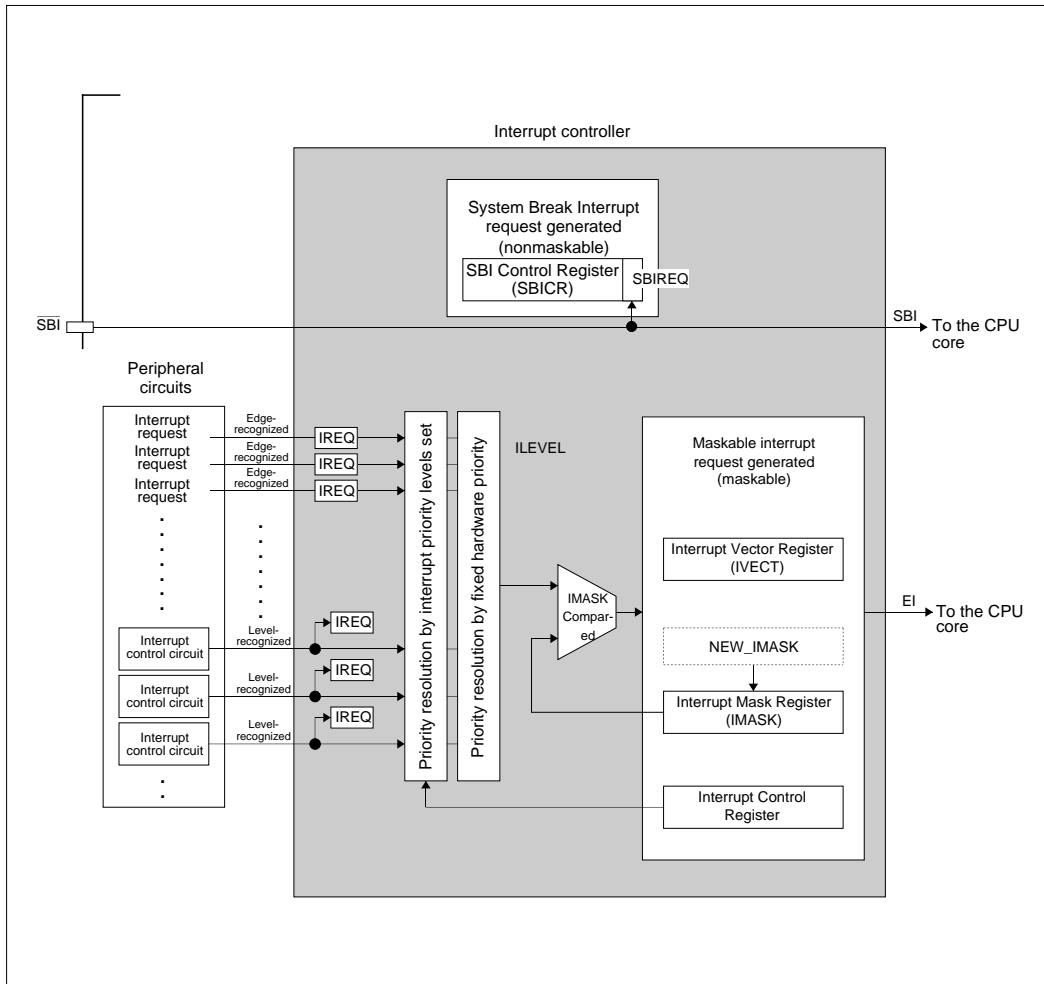 Interrupt controller
System Break Interrupt
request generated
(nonmaskable)
SBI Control Register
(SBICR)
SBIREQ
SBI
SBI
To the CPU
core
Peripheral
circuits
Interrupt
request
Edge-
recognized
IREQ
Interrupt
request
Edge-
recognized
IREQ
Interrupt
request
Edge-
recognized
IREQ
Interrupt
control circuit
Level-
recognized
IREQ
Interrupt
control circuit
Level-
recognized
IREQ
Interrupt
control circuit
Level-
recognized
IREQ
Priority resolution by interrupt priority levels set
Priority resolution by fixed hardware priority
ILEVEL
IMASK
Compar-
ed
Maskable interrupt
request generated
(maskable)
Interrupt Vector Register
(IVECT)
NEW_IMASK
Interrupt Mask Register
(IMASK)
Interrupt Control
Register
EI
To the CPU
core